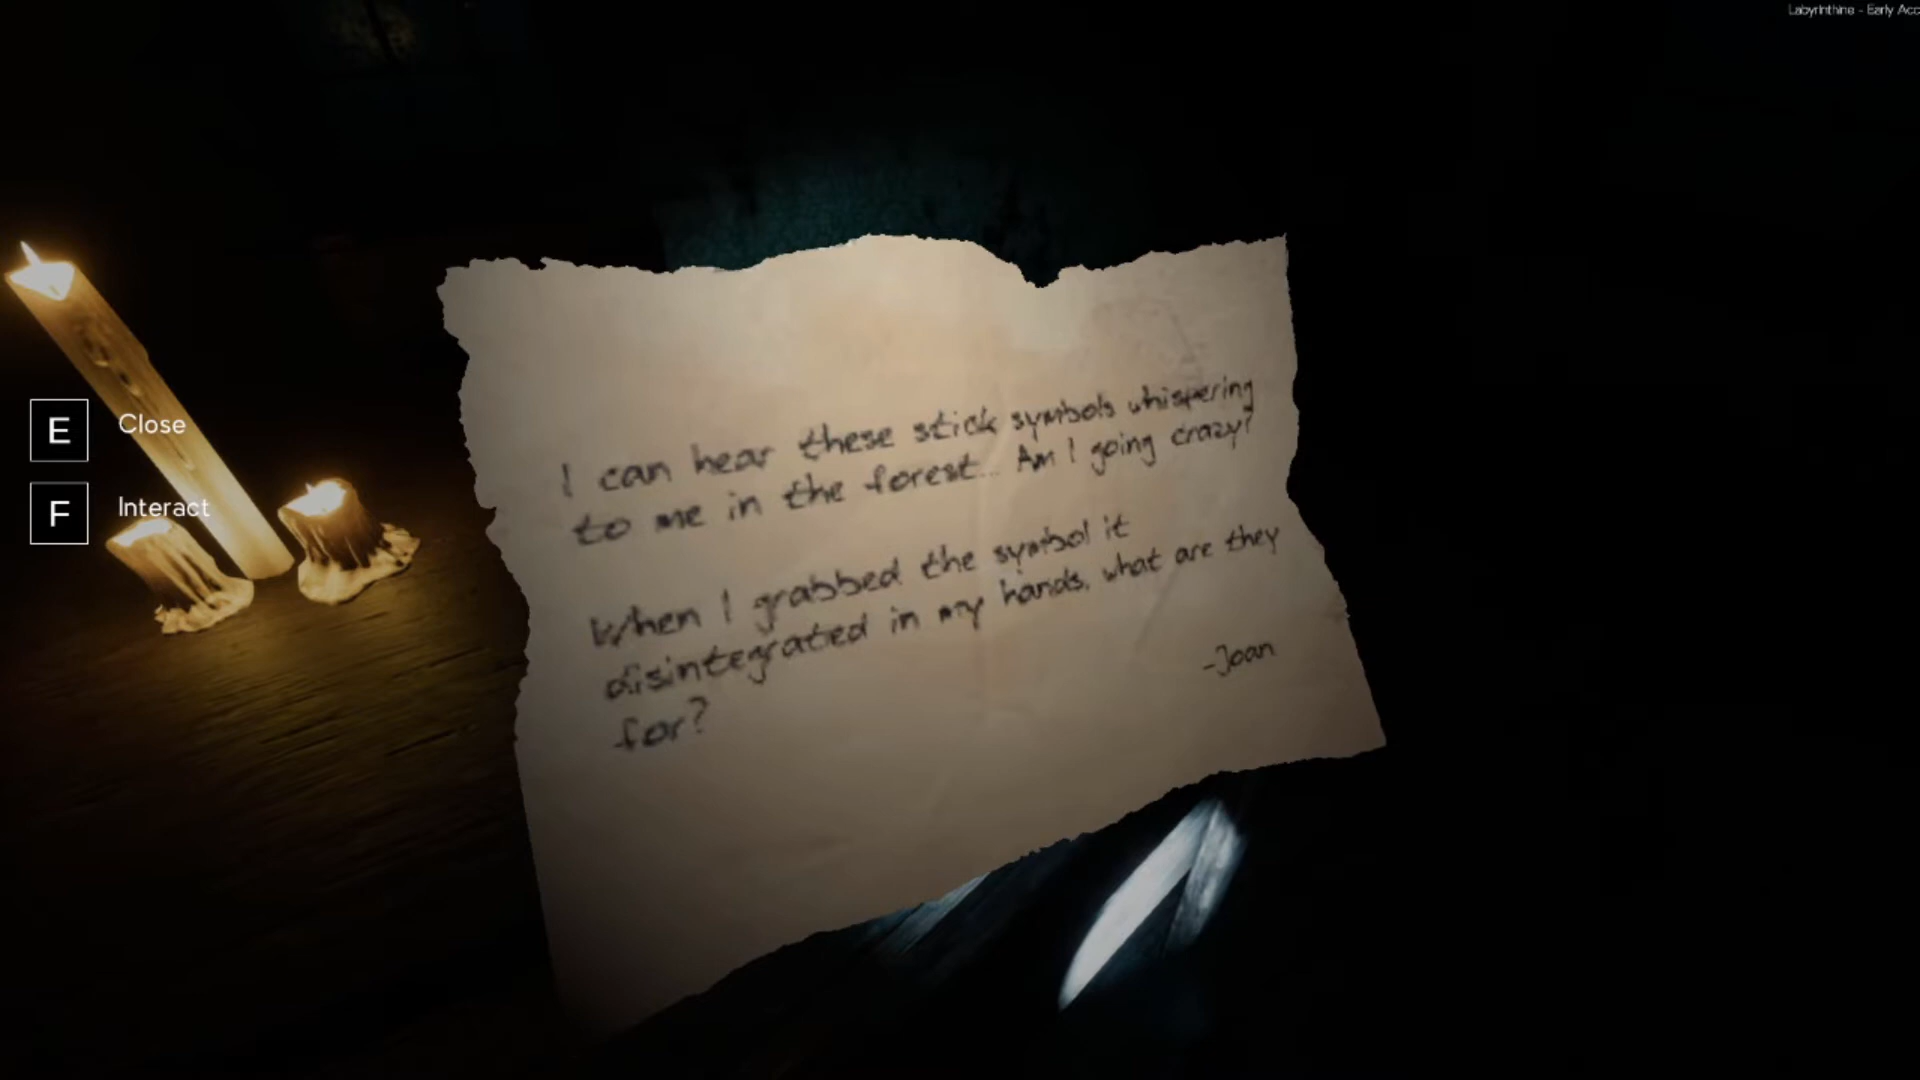 Labyrinthine - Early Acc
E Close
F Interact
I can hear these stick symbols whispering
to me in the forest... Am I going crazy?
When I grabbed the symbol it
disintegrated in my hands, what are they
for?
-Joan